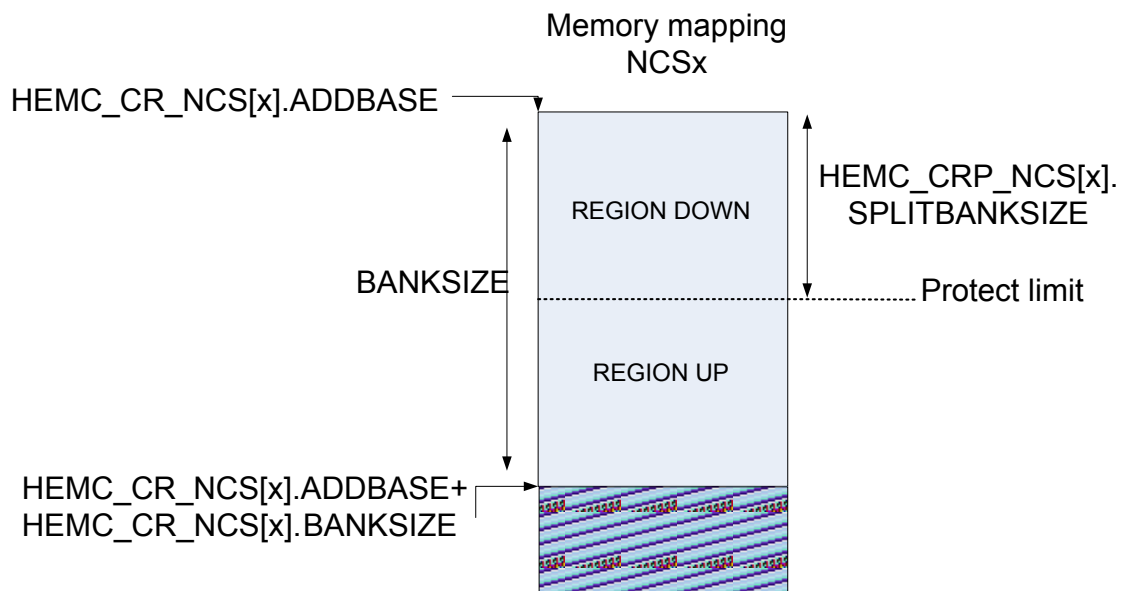 Memory mapping
NCSx
HEMC_CR_NCS[x].ADDBASE
HEMC_CRP_NCS[x].
SPLITBANKSIZE
REGION DOWN
BANKSIZE
Protect limit
REGION UP
HEMC_CR_NCS[x].ADDBASE+
HEMC_CR_NCS[x].BANKSIZE